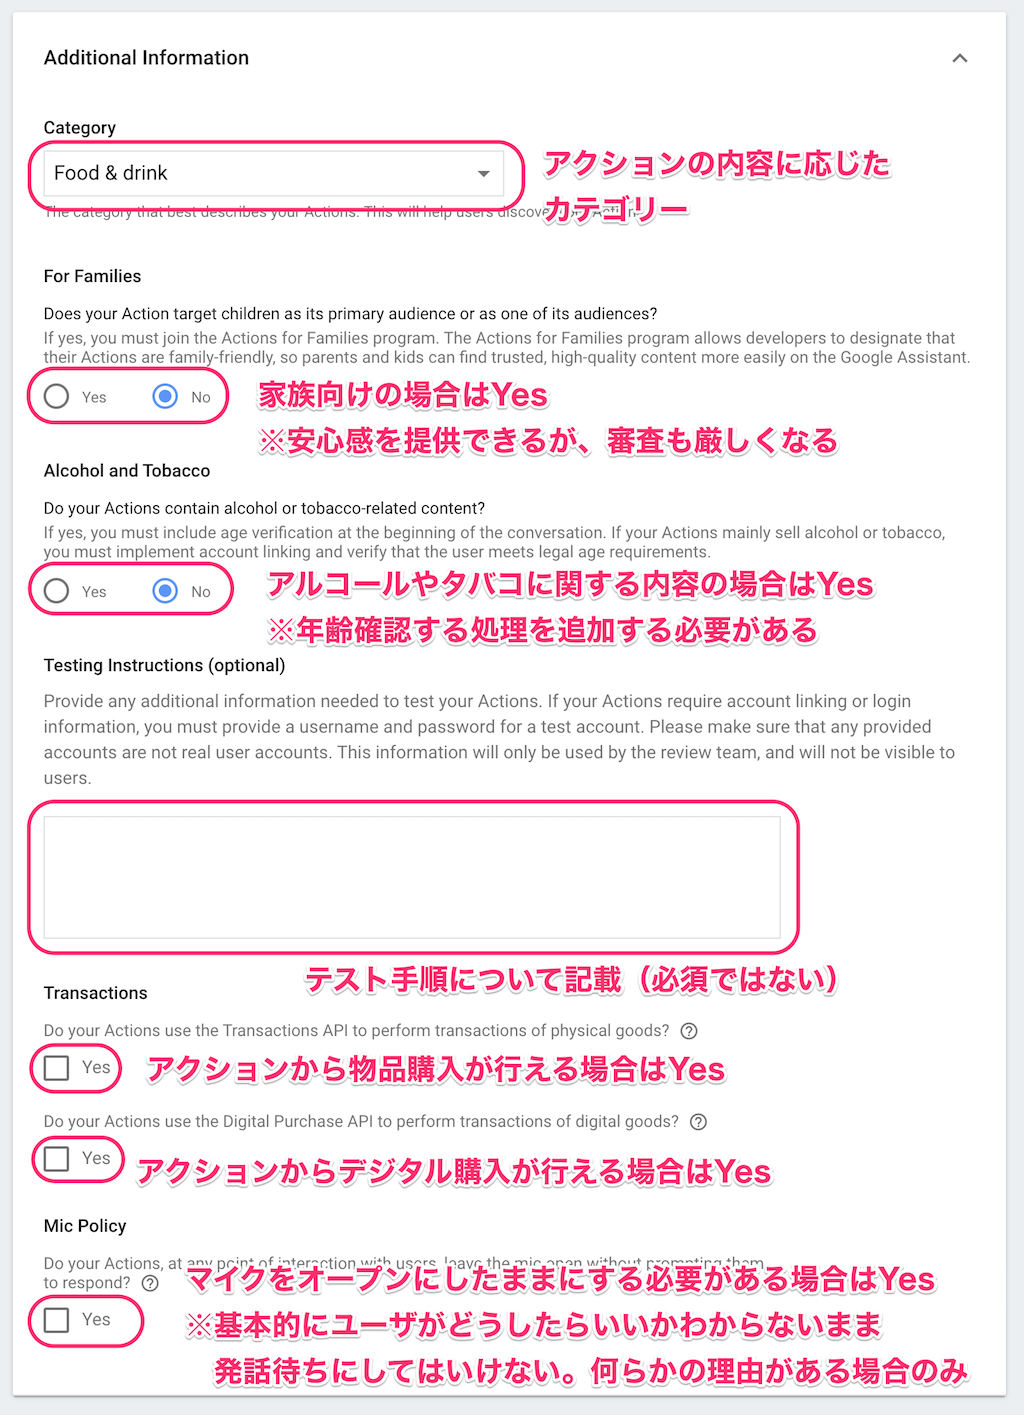 Additional Information
Category
Food & drink
アクションの内容に応じた
カテゴリー
The category that best describes your Actions. This will help users discover
For Families
Does your Action target children as its primary audience or as one of its audiences?
If yes, you must join the Actions for Families program. The Actions for Families program allows developers to designate that
their Actions are family-friendly, so parents and kids can find trusted, high-quality content more easily on the Google Assistant.
Yes No
家族向けの場合はYes
※安心感を提供できるが、審査も厳しくなる
Alcohol and Tobacco
Do your Actions contain alcohol or tobacco-related content?
If yes, you must include age verification at the beginning of the conversation. If your Actions mainly sell alcohol or tobacco,
you must implement account linking and verify that the user meets legal age requirements.
Yes No
アルコールやタバコに関する内容の場合はYes
※年齢確認する処理を追加する必要がある
Testing Instructions (optional)
Provide any additional information needed to test your Actions. If your Actions require account linking or login
information, you must provide a username and password for a test account. Please make sure that any provided
accounts are not real user accounts. This information will only be used by the review team, and will not be visible to
users.
テスト手順について記載（必須ではない）
Transactions
Do your Actions use the Transactions API to perform transactions of physical goods? ?
Yes
アクションから物品購入が行える場合はYes
Do your Actions use the Digital Purchase API to perform transactions of digital goods? ?
Yes
アクションからデジタル購入が行える場合はYes
Mic Policy
Do your Actions, at any point of interaction with users, leave the mic open without prompting them
to respond? ?
マイクをオープンにしたままにする必要がある場合はYes
Yes
※基本的にユーザがどうしたらいいかわからないまま
発話待ちにしてはいけない。何らかの理由がある場合のみ